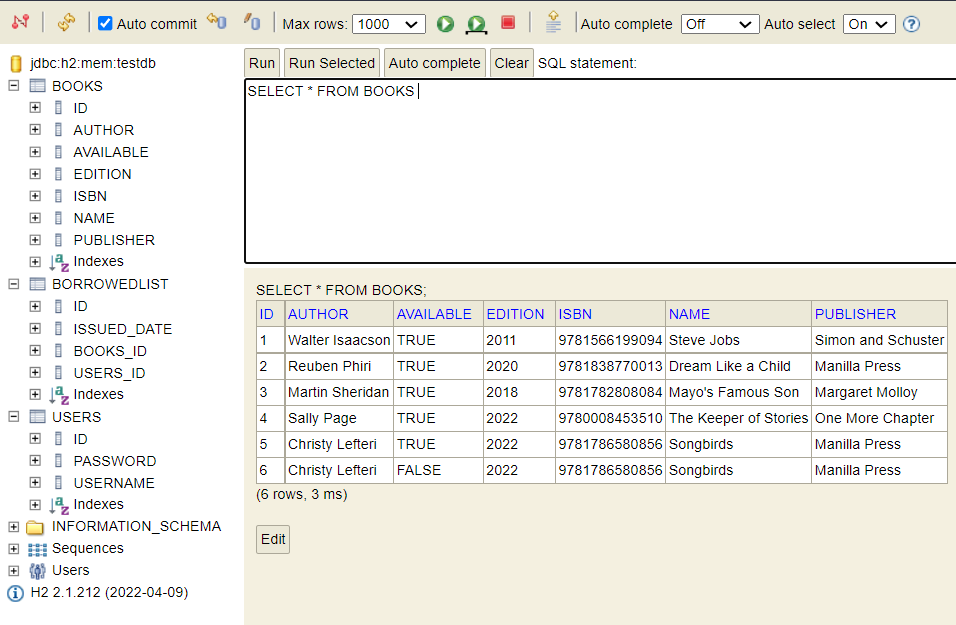 Auto commit Max rows: 1000 Auto complete Off Auto select On ?
jdbc:h2:mem:testdb
BOOKS
ID
AUTHOR
AVAILABLE
EDITION
ISBN
NAME
PUBLISHER
Indexes
BORROWEDLIST
ID
ISSUED_DATE
BOOKS_ID
USERS_ID
Indexes
USERS
ID
PASSWORD
USERNAME
Indexes
INFORMATION_SCHEMA
Sequences
Users
H2 2.1.212 (2022-04-09)
Run Run Selected Auto complete Clear SQL statement:
SELECT * FROM BOOKS
SELECT * FROM BOOKS;
ID AUTHOR AVAILABLE EDITION ISBN NAME PUBLISHER
1 Walter Isaacson TRUE 2011 9781566199094 Steve Jobs Simon and Schuster
2 Reuben Phiri TRUE 2020 9781838770013 Dream Like a Child Manilla Press
3 Martin Sheridan TRUE 2018 9781782808084 Mayo's Famous Son Margaret Molloy
4 Sally Page TRUE 2022 9780008453510 The Keeper of Stories One More Chapter
5 Christy Lefteri TRUE 2022 9781786580856 Songbirds Manilla Press
6 Christy Lefteri FALSE 2022 9781786580856 Songbirds Manilla Press
(6 rows, 3 ms)
Edit